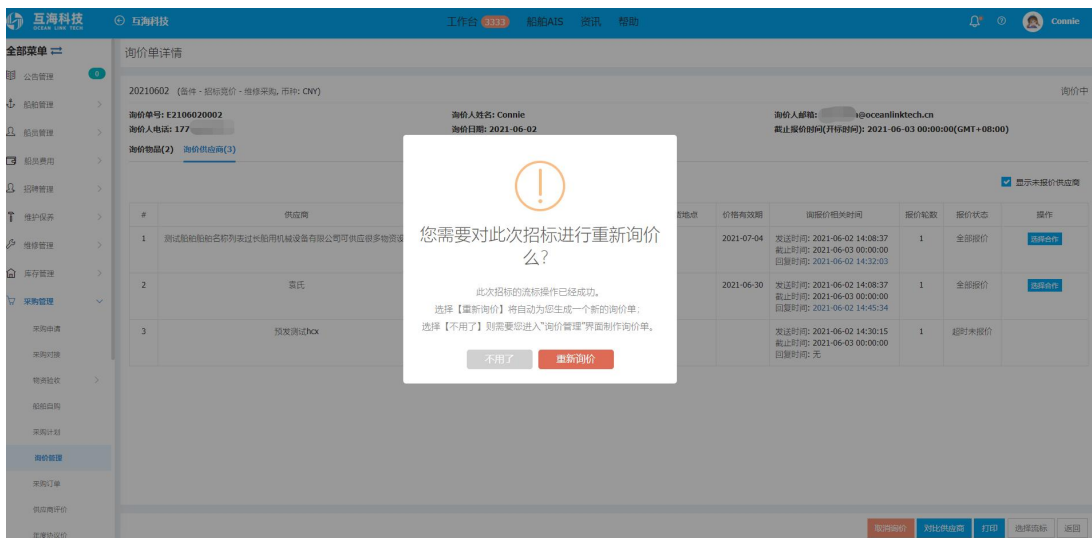 互海科技
OCEAN LINK TECH
互海科技
工作台 3333 船舶AIS 资讯 帮助
Connie
全部菜单
询价单详情
公告管理 0
船舶管理
船员管理
船员费用
招聘管理
维护保养
维修管理
库存管理
采购管理
采购申请
采购对接
物资验收
船舶自购
采购计划
询价管理
采购订单
供应商评价
年度协议价
20210602 (备件 - 招标竞价 - 维修采购, 币种: CNY) 询价中
询价单号: E2106020002 询价人姓名: Connie 询价人邮箱: @oceanlinktech.cn
询价人电话: 177 询价日期: 2021-06-02 截止报价时间(开标时间): 2021-06-03 00:00:00(GMT+08:00)
询价物品(2) 询价供应商(3)
显示未报价供应商
# 供应商 货地点 价格有效期 询报价相关时间 报价轮数 报价状态 操作
1 测试船舶船舶名称列表过长船用机械设备有限公司可供应很多物资设 2021-07-04 发送时间: 2021-06-02 14:08:37 1 全部报价 选择合作
截止时间: 2021-06-03 00:00:00
回复时间: 2021-06-02 14:32:03
2 袁氏 2021-06-30 发送时间: 2021-06-02 14:08:37 1 全部报价 选择合作
截止时间: 2021-06-03 00:00:00
回复时间: 2021-06-02 14:45:34
3 预发测试hcx 发送时间: 2021-06-02 14:30:15 1 超时未报价
截止时间: 2021-06-03 00:00:00
回复时间: 无
您需要对此次招标进行重新询价
么?
此次招标的流标操作已经成功。
选择【重新询价】将自动为您生成一个新的询价单;
选择【不用了】则需要您进入"询价管理"界面制作询价单。
不用了 重新询价
取消询价 对比供应商 打印 选择流标 返回